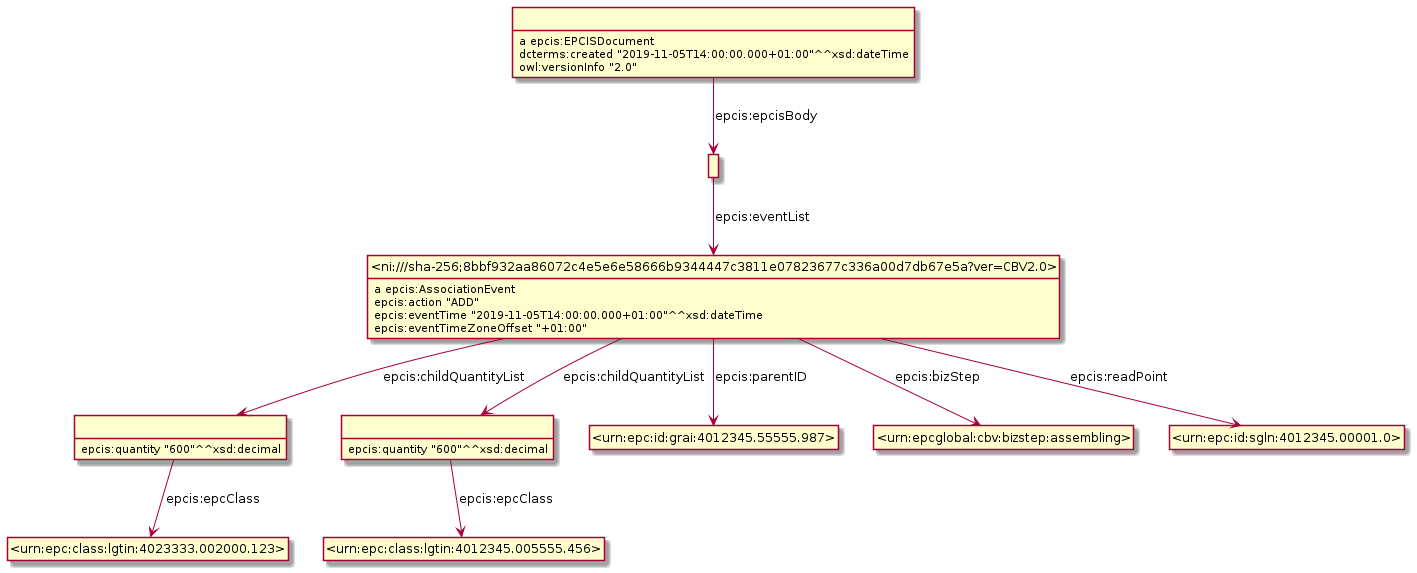 a epcis:EPCISDocument
dcterms:created "2019-11-05T14:00:00.000+01:00"^^xsd:dateTime
owl:versionInfo "2.0"
epcis:epcisBody
epcis:eventList
<ni:///sha-256;8bbf932aa86072c4e5e6e58666b9344447c3811e07823677c336a00d7db67e5a?ver=CBV2.0>
a epcis:AssociationEvent
epcis:action "ADD"
epcis:eventTime "2019-11-05T14:00:00.000+01:00"^^xsd:dateTime
epcis:eventTimeZoneOffset "+01:00"
epcis:childQuantityList
epcis:childQuantityList
epcis:parentID
epcis:bizStep
epcis:readPoint
epcis:quantity "600"^^xsd:decimal
epcis:quantity "600"^^xsd:decimal
<urn:epc:id:grai:4012345.55555.987>
<urn:epcglobal:cbv:bizstep:assembling>
<urn:epc:id:sgln:4012345.00001.0>
epcis:epcClass
epcis:epcClass
<urn:epc:class:lgtin:4023333.002000.123>
<urn:epc:class:lgtin:4012345.005555.456>